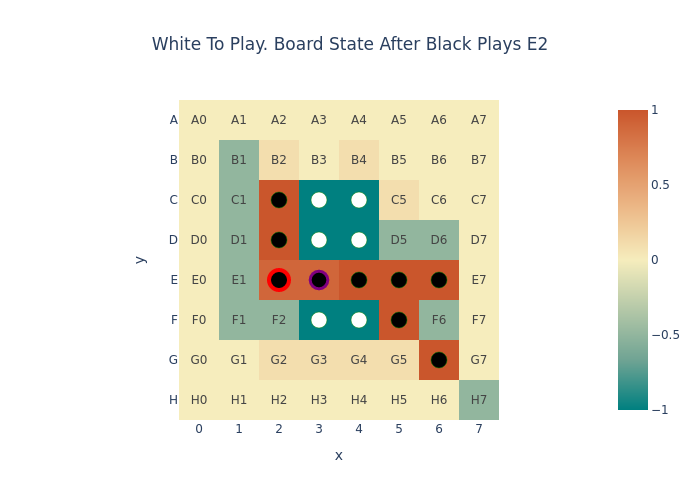 White To Play. Board State After Black Plays E2
A A0 A1 A2 A3 A4 A5 A6 A7
B B0 B1 B2 B3 B4 B5 B6 B7
C C0 C1 C5 C6 C7
D D0 D1 D5 D6 D7
E E0 E1 E7
F F0 F1 F2 F6 F7
G G0 G1 G2 G3 G4 G5 G7
H H0 H1 H2 H3 H4 H5 H6 H7
0 1 2 3 4 5 6 7
x
y
1
0.5
0
−0.5
−1